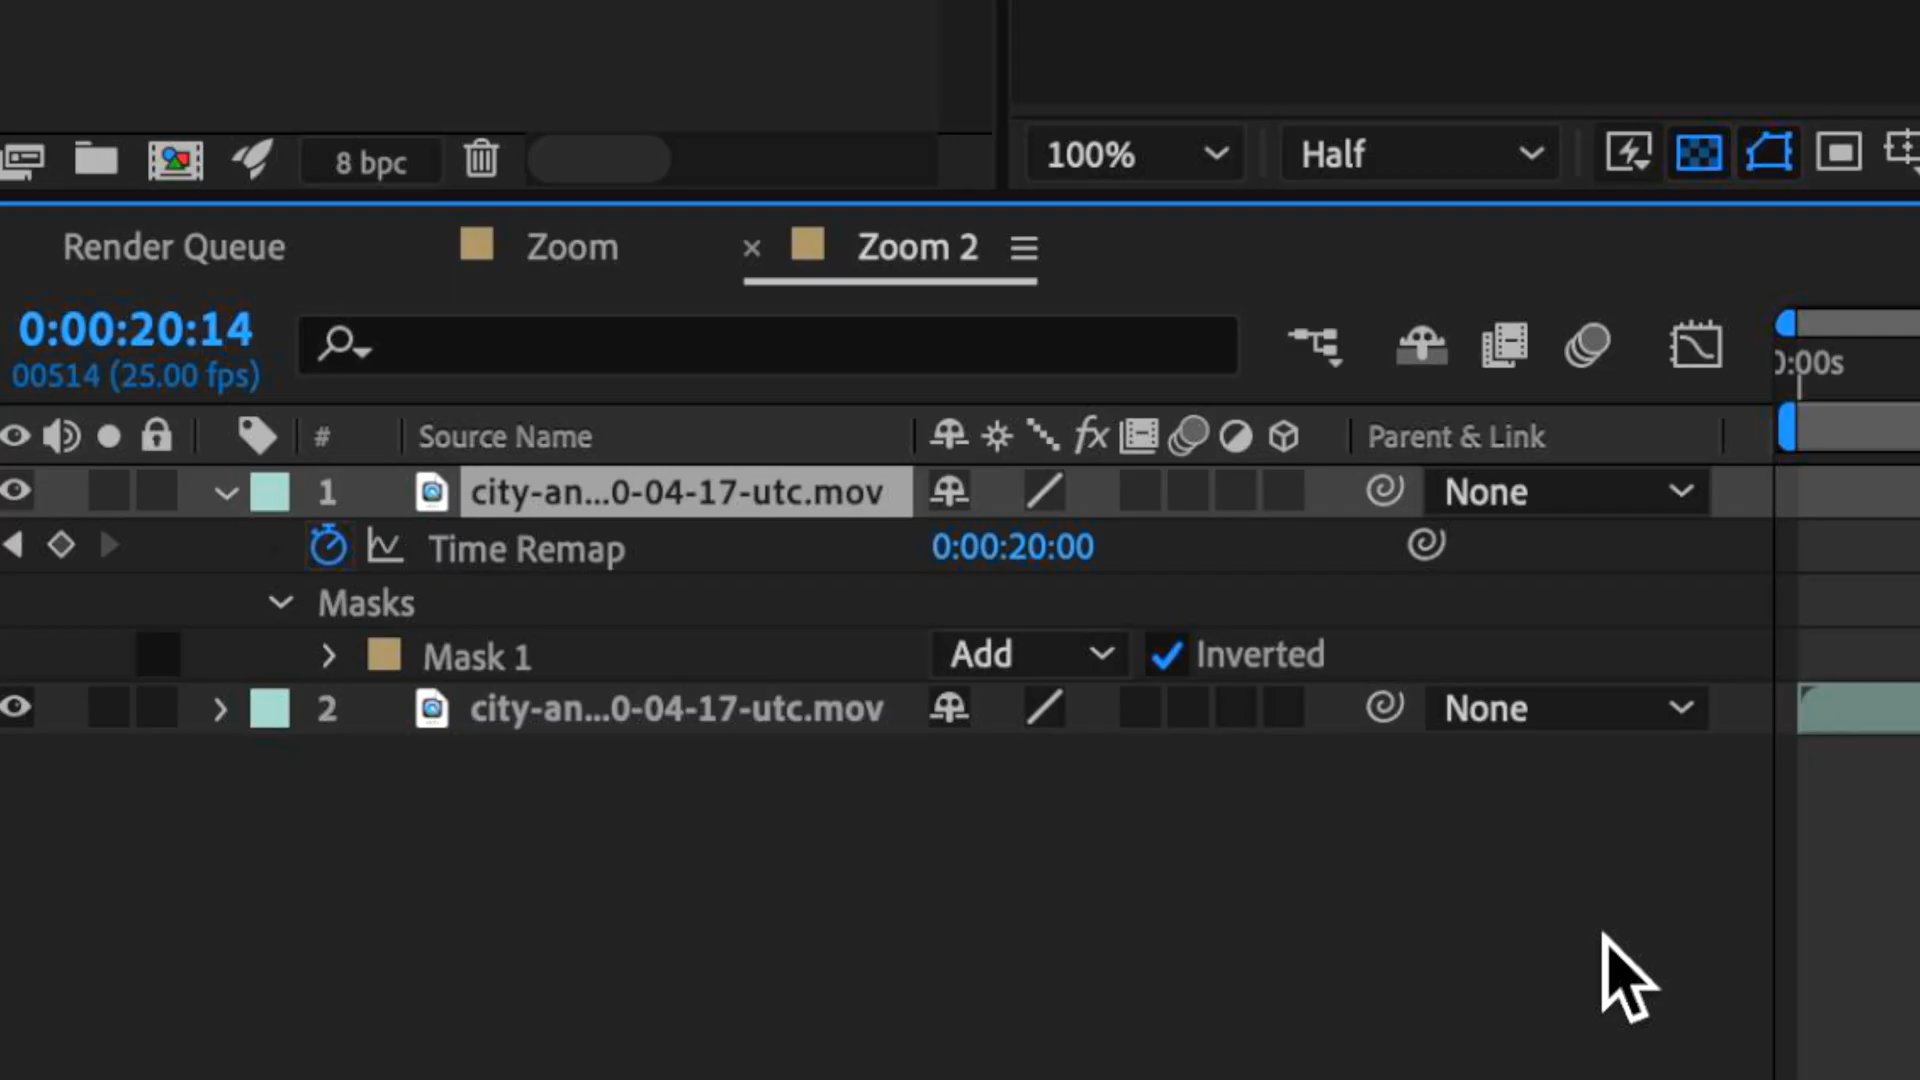 8 bpc
100% Half
Render Queue Zoom × Zoom 2
0:00:20:14
00514 (25.00 fps)
0:00s
# Source Name fx Parent & Link
1 city-an...0-04-17-utc.mov None
Time Remap 0:00:20:00
Masks
Mask 1 Add Inverted
2 city-an...0-04-17-utc.mov None